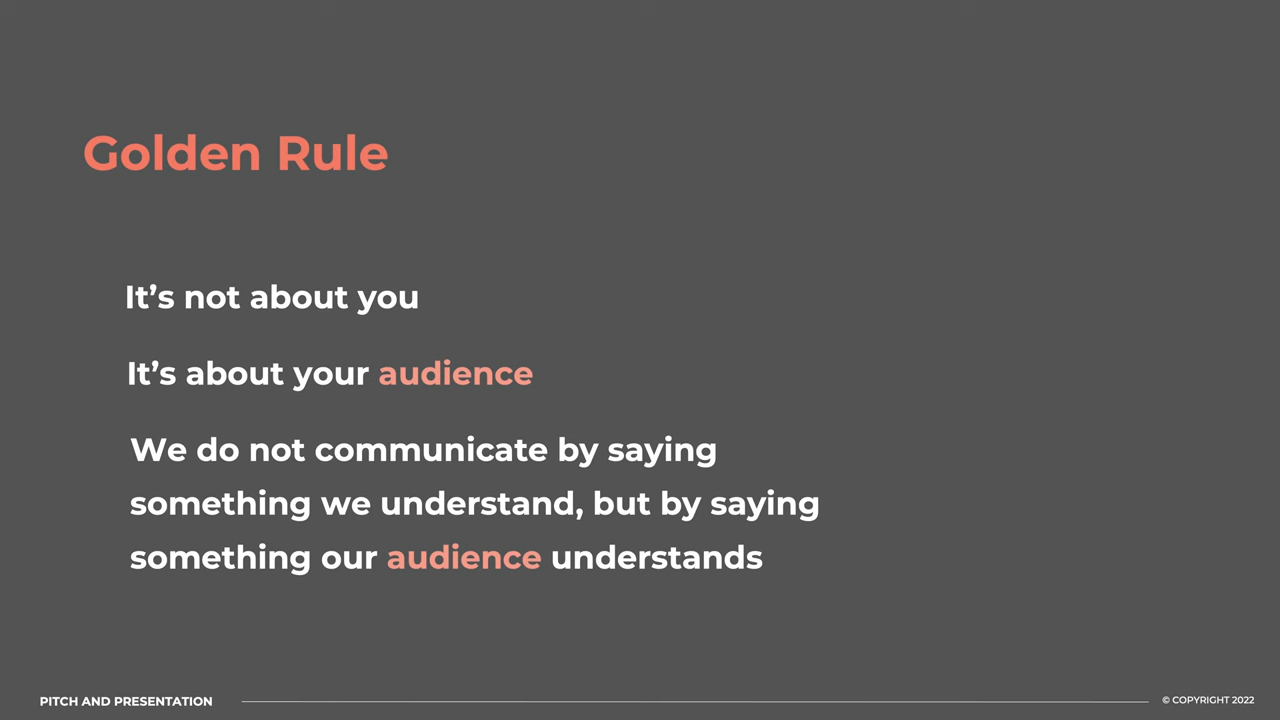 Golden Rule
It’s not about you
It’s about your audience
We do not communicate by saying
something we understand, but by saying
something our audience understands
PITCH AND PRESENTATION
© COPYRIGHT 2022